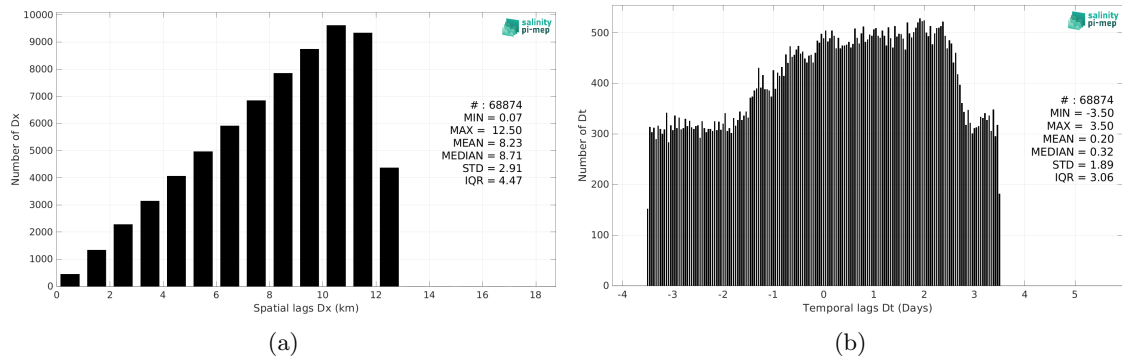 10000
9000
8000
7000
6000
5000
4000
3000
2000
1000
0
Number of Dx
0 2 4 6 8 10 12 14 16 18
Spatial lags Dx (km)
salinity
pi-mep
# : 68874
MIN = 0.07
MAX = 12.50
MEAN = 8.23
MEDIAN = 8.71
STD = 2.91
IQR = 4.47
(a)
500
400
300
200
100
0
Number of Dt
-4 -3 -2 -1 0 1 2 3 4 5
Temporal lags Dt (Days)
salinity
pi-mep
# : 68874
MIN = -3.50
MAX = 3.50
MEAN = 0.20
MEDIAN = 0.32
STD = 1.89
IQR = 3.06
(b)